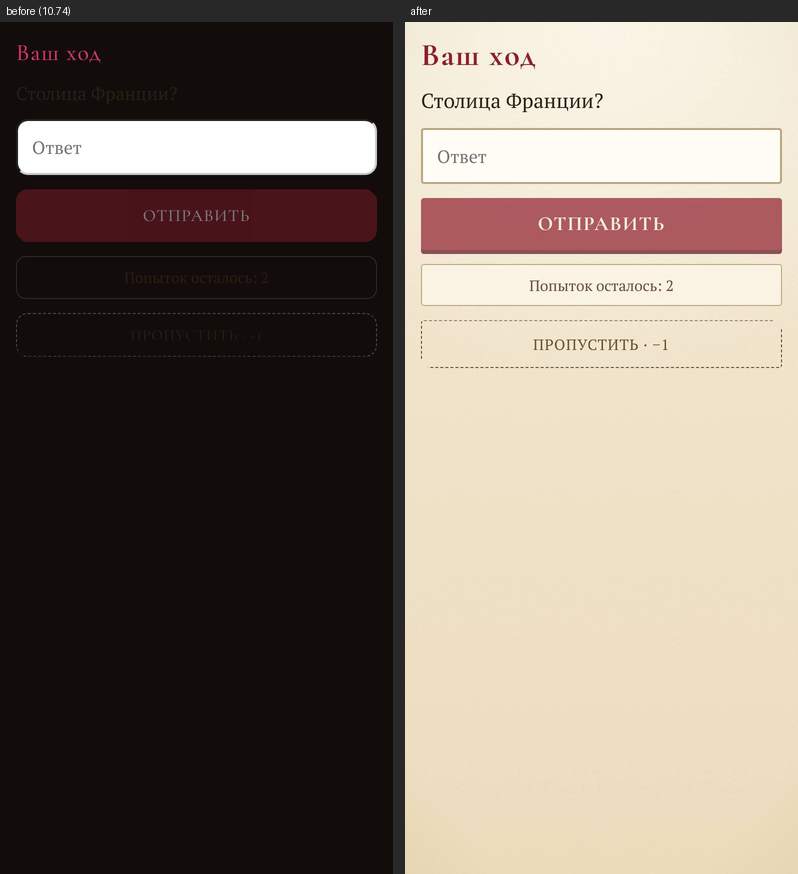 before (10.74)
Ваш ход
Столица Франции?
Ответ
ОТПРАВИТЬ
Попыток осталось: 2
ПРОПУСТИТЬ · −1
after
Ваш ход
Столица Франции?
Ответ
ОТПРАВИТЬ
Попыток осталось: 2
ПРОПУСТИТЬ · −1